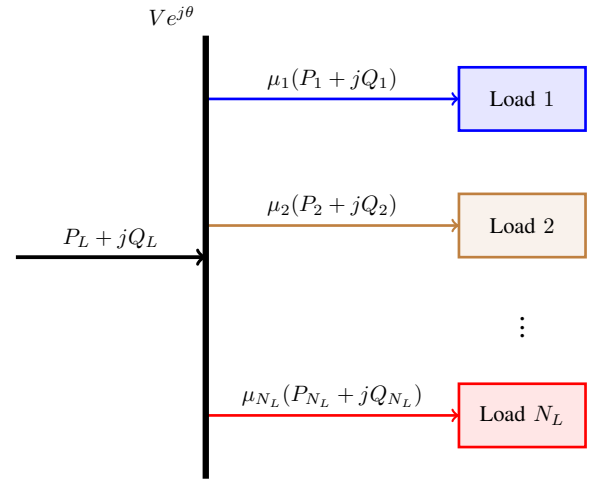 Ve^{jθ}
μ_1(P_1 + jQ_1)
Load 1
μ_2(P_2 + jQ_2)
Load 2
P_L + jQ_L
⋮
μ_{N_L}(P_{N_L} + jQ_{N_L})
Load N_L